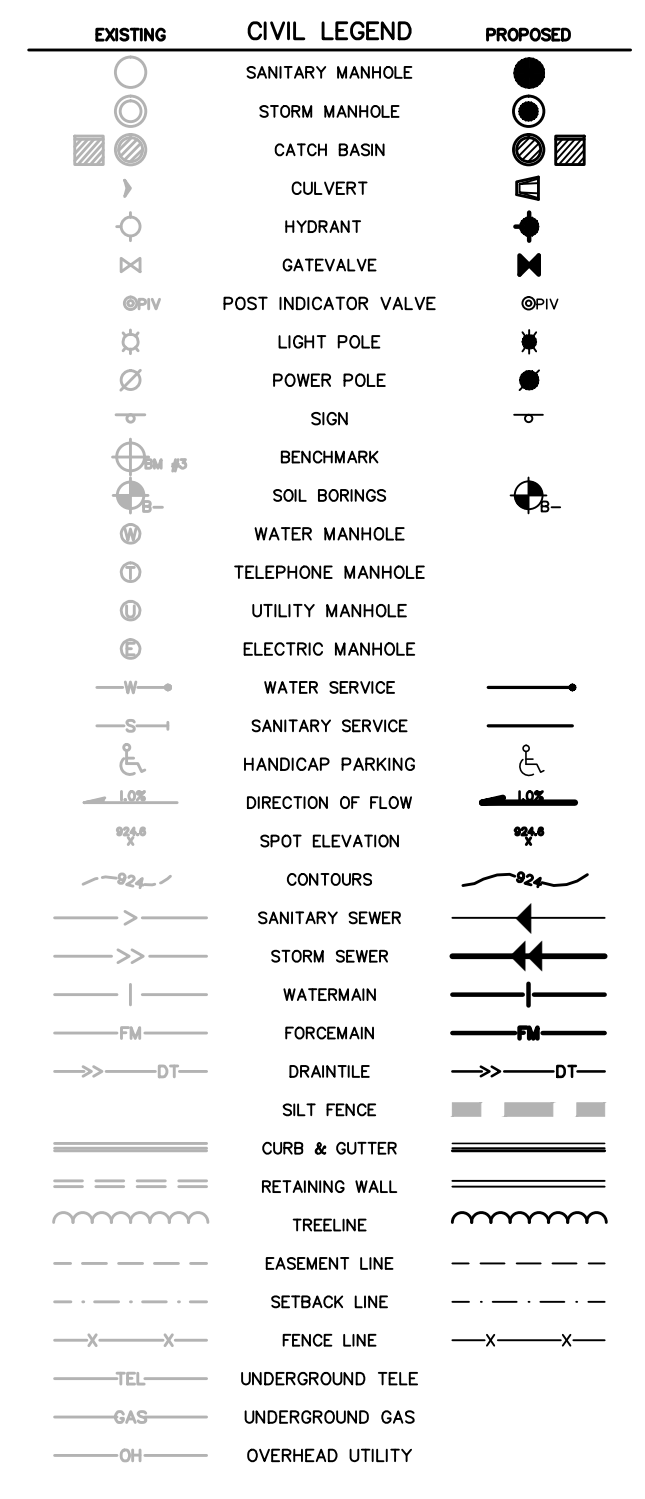 EXISTING CIVIL LEGEND PROPOSED
SANITARY MANHOLE
STORM MANHOLE
CATCH BASIN
CULVERT
HYDRANT
GATEVALVE
PIV POST INDICATOR VALVE PIV
LIGHT POLE
POWER POLE
SIGN
BM #3 BENCHMARK
B- SOIL BORINGS B-
W WATER MANHOLE
T TELEPHONE MANHOLE
U UTILITY MANHOLE
E ELECTRIC MANHOLE
W WATER SERVICE
S SANITARY SERVICE
HANDICAP PARKING
1.0% DIRECTION OF FLOW 1.0%
924.6 924.6
X SPOT ELEVATION X
924 CONTOURS 924
> SANITARY SEWER
>> STORM SEWER
WATERMAIN
FM FORCEMAIN FM
>> DT DRAINTILE >> DT
SILT FENCE
CURB & GUTTER
RETAINING WALL
TREELINE
EASEMENT LINE
SETBACK LINE
X X FENCE LINE X X
TEL UNDERGROUND TELE
GAS UNDERGROUND GAS
OH OVERHEAD UTILITY